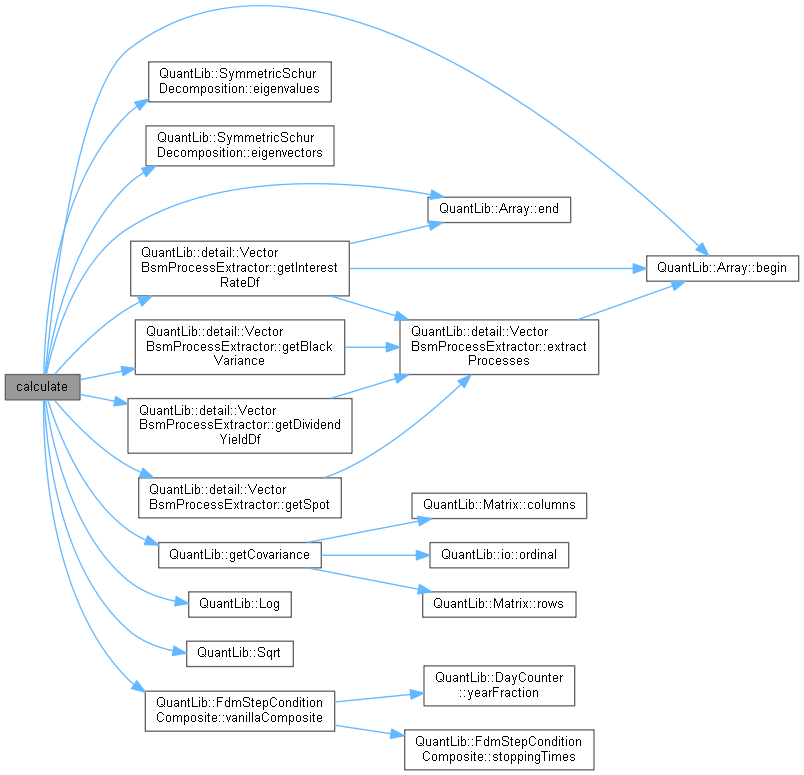 QuantLib::SymmetricSchur
Decomposition::eigenvalues
QuantLib::SymmetricSchur
Decomposition::eigenvectors
QuantLib::Array::end
QuantLib::detail::Vector
BsmProcessExtractor::getInterest
RateDf
QuantLib::Array::begin
QuantLib::detail::Vector
BsmProcessExtractor::getBlack
Variance
QuantLib::detail::Vector
BsmProcessExtractor::extract
Processes
calculate
QuantLib::detail::Vector
BsmProcessExtractor::getDividend
YieldDf
QuantLib::detail::Vector
BsmProcessExtractor::getSpot
QuantLib::Matrix::columns
QuantLib::getCovariance
QuantLib::io::ordinal
QuantLib::Log
QuantLib::Matrix::rows
QuantLib::Sqrt
QuantLib::DayCounter
::yearFraction
QuantLib::FdmStepCondition
Composite::vanillaComposite
QuantLib::FdmStepCondition
Composite::stoppingTimes